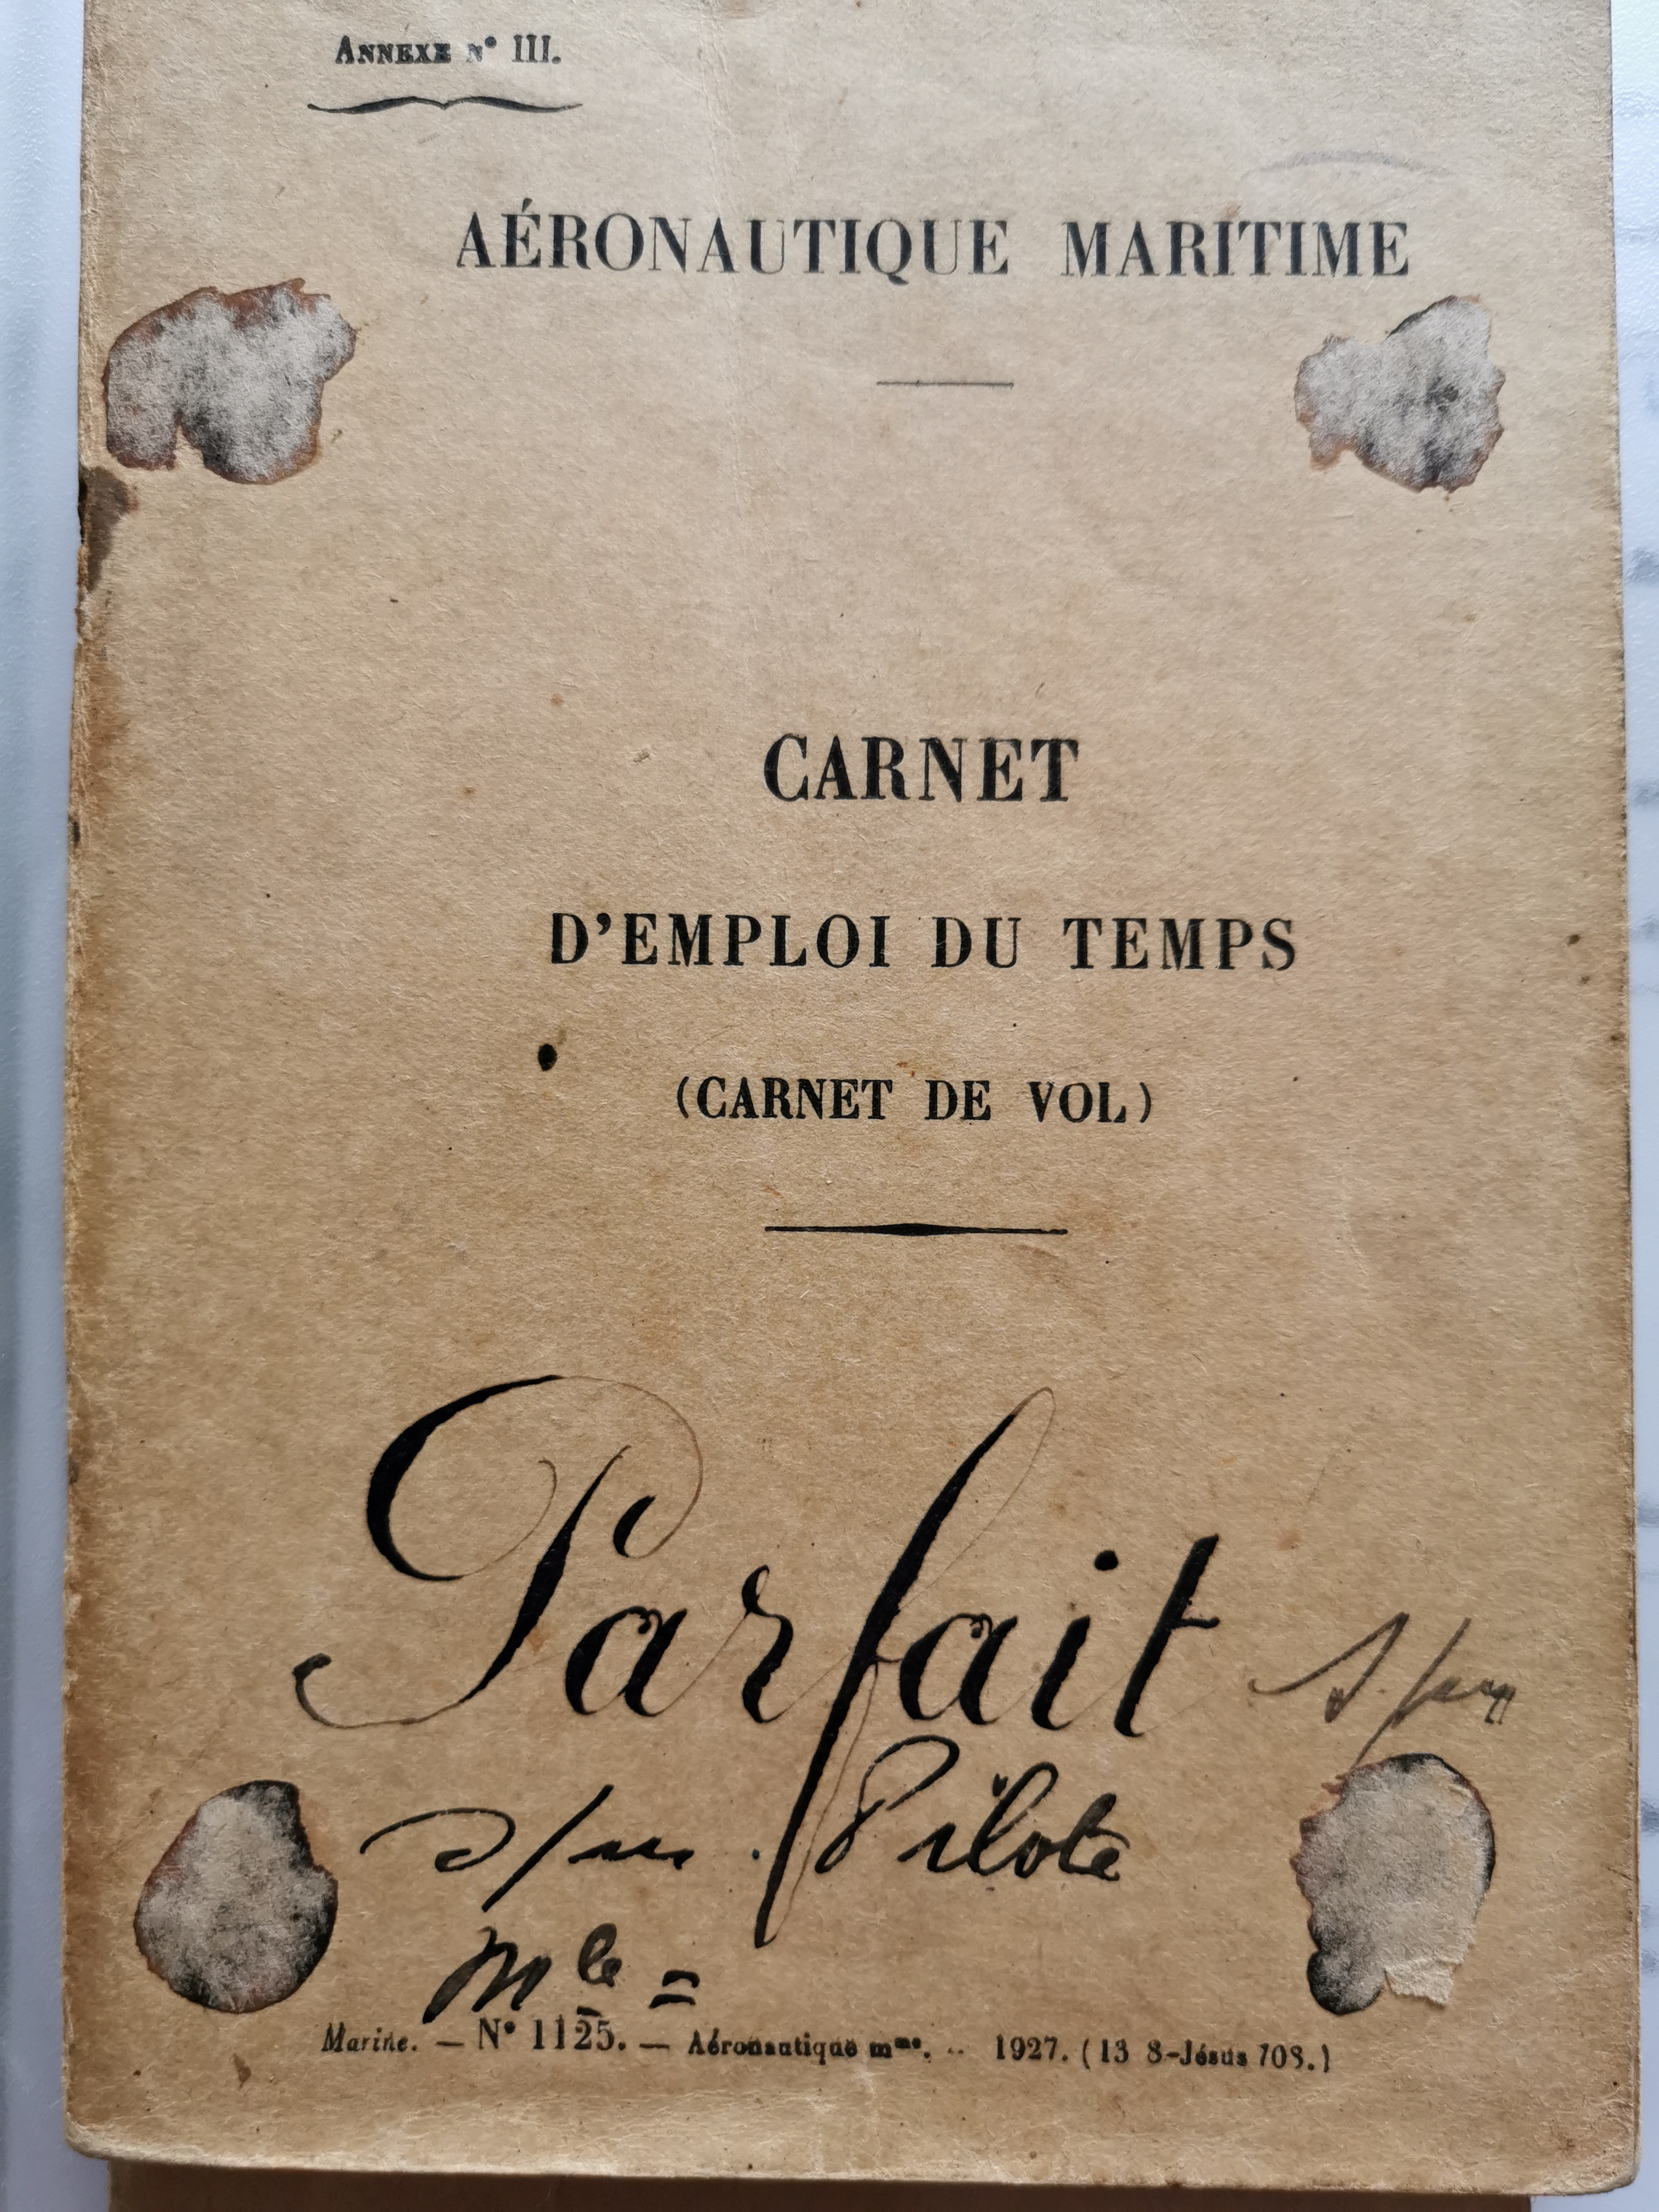 ANNEXE N° III.
AÉRONAUTIQUE MARITIME
CARNET
D'EMPLOI DU TEMPS
(CARNET DE VOL)
Parfait
Pilote
Mle =
Marine. — N° 1125. — Aéronautique mme. .. 1927. (13 8-Jésus 708.)